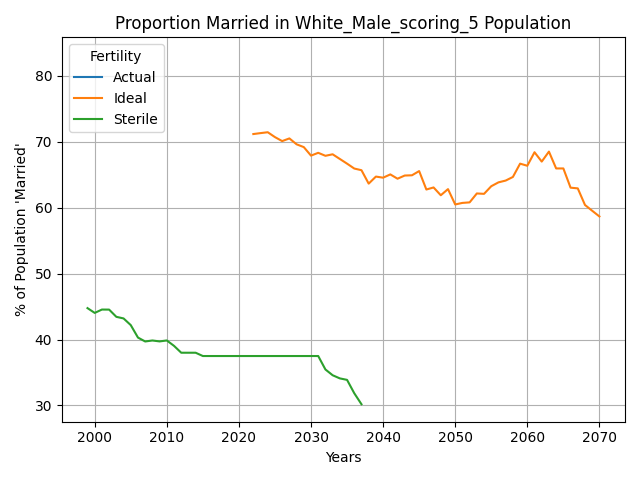 Proportion Married in White_Male_scoring_5 Population
Fertility
Actual
Ideal
Sterile
% of Population 'Married'
80
70
60
50
40
30
2000 2010 2020 2030 2040 2050 2060 2070
Years